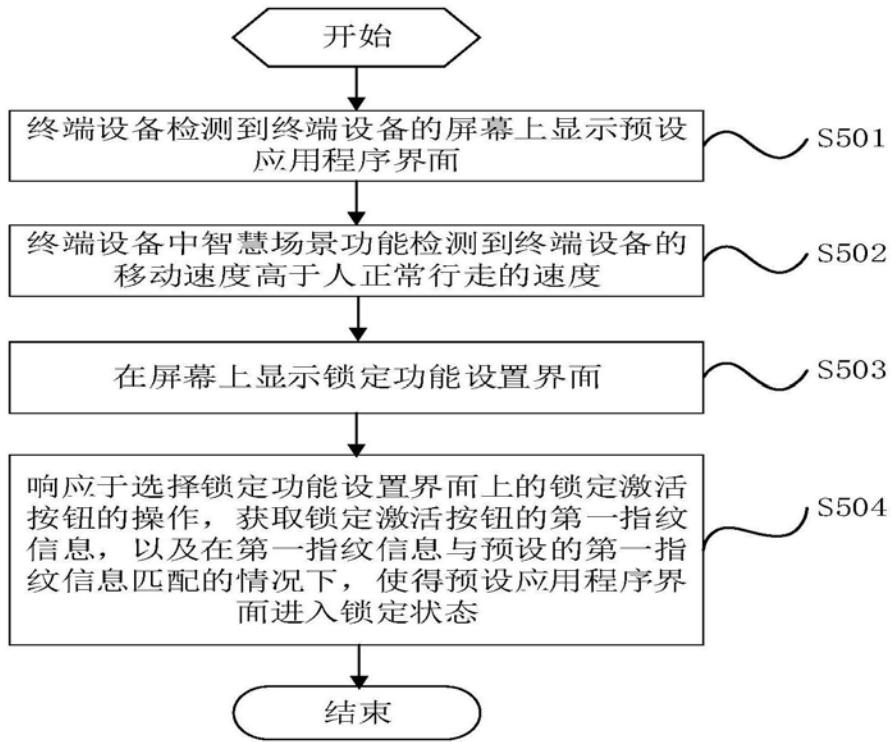 开始
终端设备检测到终端设备的屏幕上显示预设
应用程序界面
S501
终端设备中智慧场景功能检测到终端设备的
移动速度高于人正常行走的速度
S502
在屏幕上显示锁定功能设置界面
S503
响应于选择锁定功能设置界面上的锁定激活
按钮的操作，获取锁定激活按钮的第一指纹
信息，以及在第一指纹信息与预设的第一指
纹信息匹配的情况下，使得预设应用程序界
面进入锁定状态
S504
结束